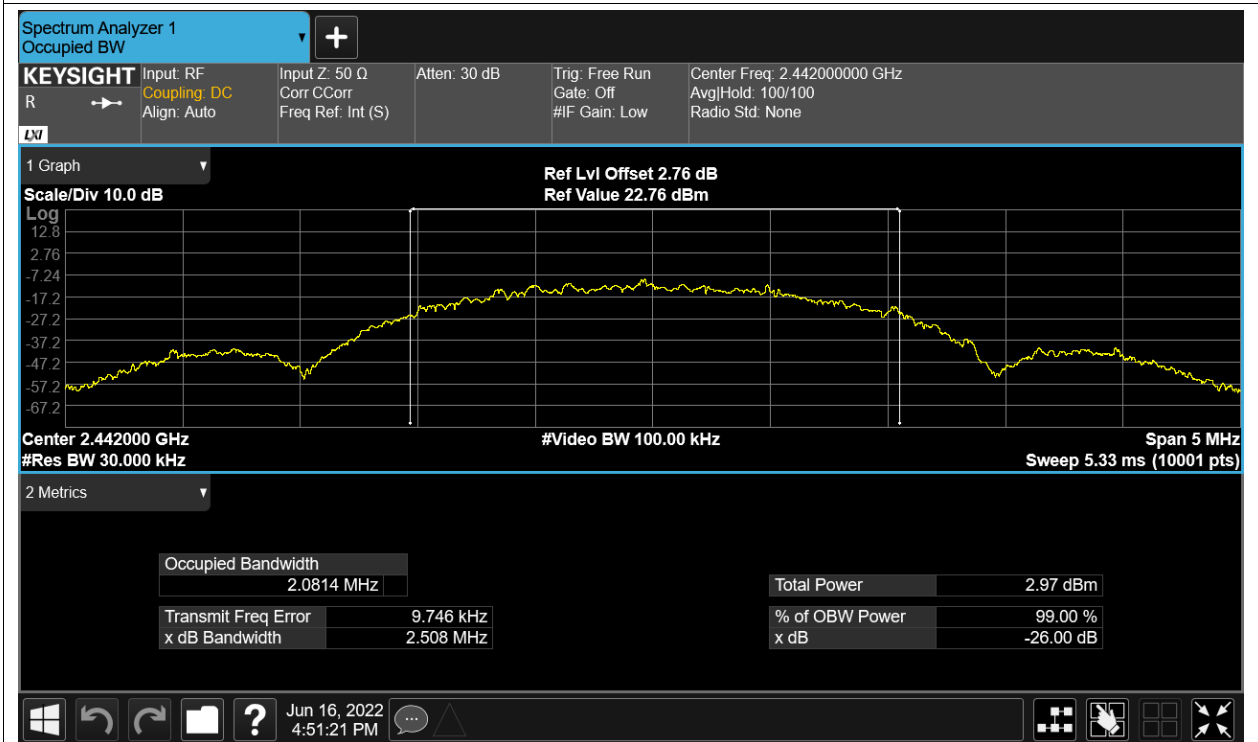 Spectrum Analyzer 1
Occupied BW
+
KEYSIGHT
R
LXI
Input: RF
Coupling: DC
Align: Auto
Input Z: 50 Ω
Corr CCorr
Freq Ref: Int (S)
Atten: 30 dB
Trig: Free Run
Gate: Off
#IF Gain: Low
Center Freq: 2.442000000 GHz
Avg|Hold: 100/100
Radio Std: None
1 Graph
Scale/Div 10.0 dB
Ref Lvl Offset 2.76 dB
Ref Value 22.76 dBm
Log
12.8
2.76
-7.24
-17.2
-27.2
-37.2
-47.2
-57.2
-67.2
Center 2.442000 GHz
#Res BW 30.000 kHz
#Video BW 100.00 kHz
Span 5 MHz
Sweep 5.33 ms (10001 pts)
2 Metrics
Occupied Bandwidth
2.0814 MHz
Transmit Freq Error 9.746 kHz
x dB Bandwidth 2.508 MHz
Total Power 2.97 dBm
% of OBW Power 99.00 %
x dB -26.00 dB
?
Jun 16, 2022
4:51:21 PM